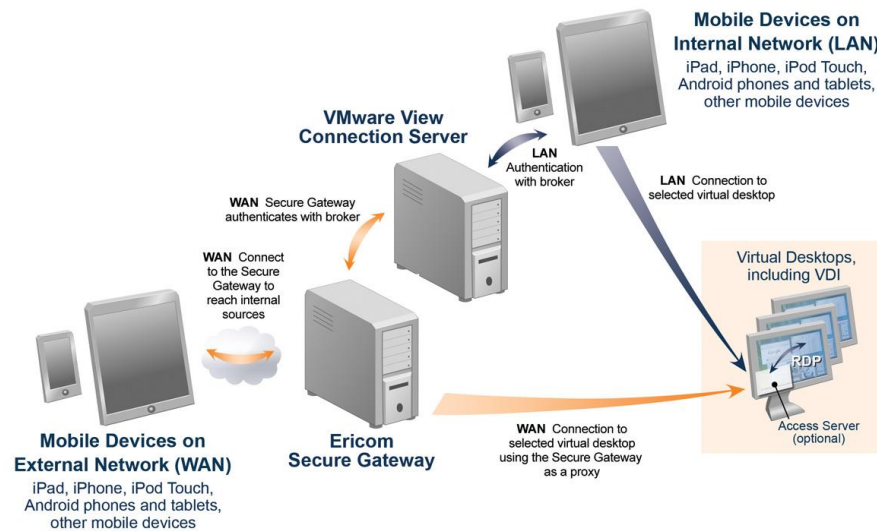 Mobile Devices on
Internal Network (LAN)
iPad, iPhone, iPod Touch,
Android phones and tablets,
other mobile devices
VMware View
Connection Server
LAN
Authentication
with broker
WAN Secure Gateway
authenticates with broker
LAN Connection to
selected virtual desktop
WAN Connect
to the Secure
Gateway to
reach internal
sources
Virtual Desktops,
including VDI
RDP
Access Server
(optional)
Mobile Devices on
External Network (WAN)
iPad, iPhone, iPod Touch,
Android phones and tablets,
other mobile devices
Ericom
Secure Gateway
WAN Connection to
selected virtual desktop
using the Secure Gateway
as a proxy